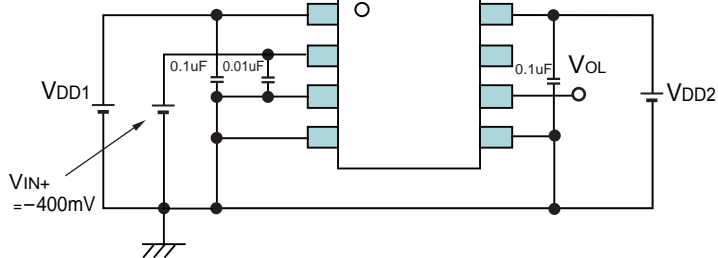 0.1uF
0.01uF
0.1uF
VOL
VDD1
VDD2
VIN+
=−400mV